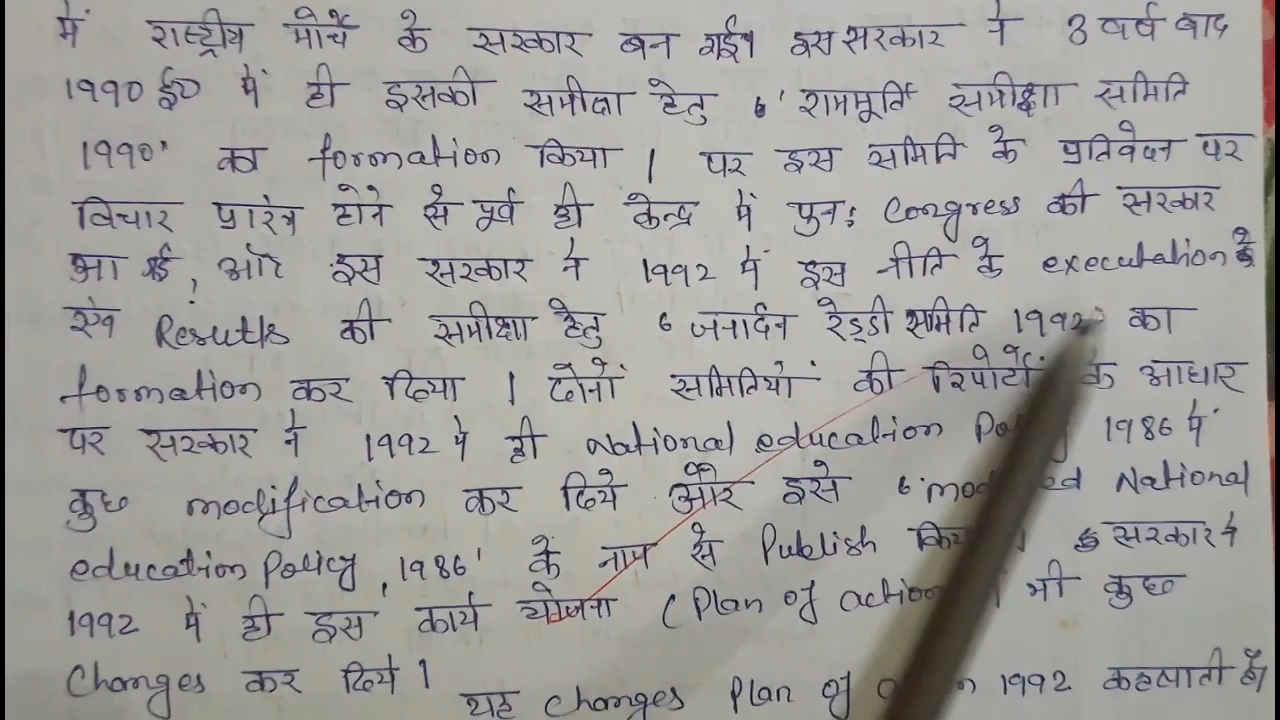 में राष्ट्रीय मोर्चे के सरकार बन गई। इस सरकार ने 3 वर्ष बाद
1990 ई० में ही इसकी समीक्षा हेतु ' राममूर्ति समीक्षा समिति
1990' का formation किया । पर इस समिति के प्रतिवेदन पर
विचार प्रारंभ होने से पूर्व ही केन्द्र में पुनः Congress की सरकार
आ गई, और इस सरकार ने 1992 में इस नीति के executation के
एवं Results की समीक्षा हेतु ' जनार्दन रेड्डी समिति 1992' का
formation कर दिया । दोनों समितियों की रिपोर्टों के आधार
पर सरकार ने 1992 में ही National education Policy 1986 में
कुछ modification कर दिये और इसे ' National
education Policy, 1986' के नाम से Publish सरकार ने
1992 में ही इस कार्य योजना (Plan of action भी कुछ
Changes कर दिये ।
यह changes Plan of 1992 कहलाती है।